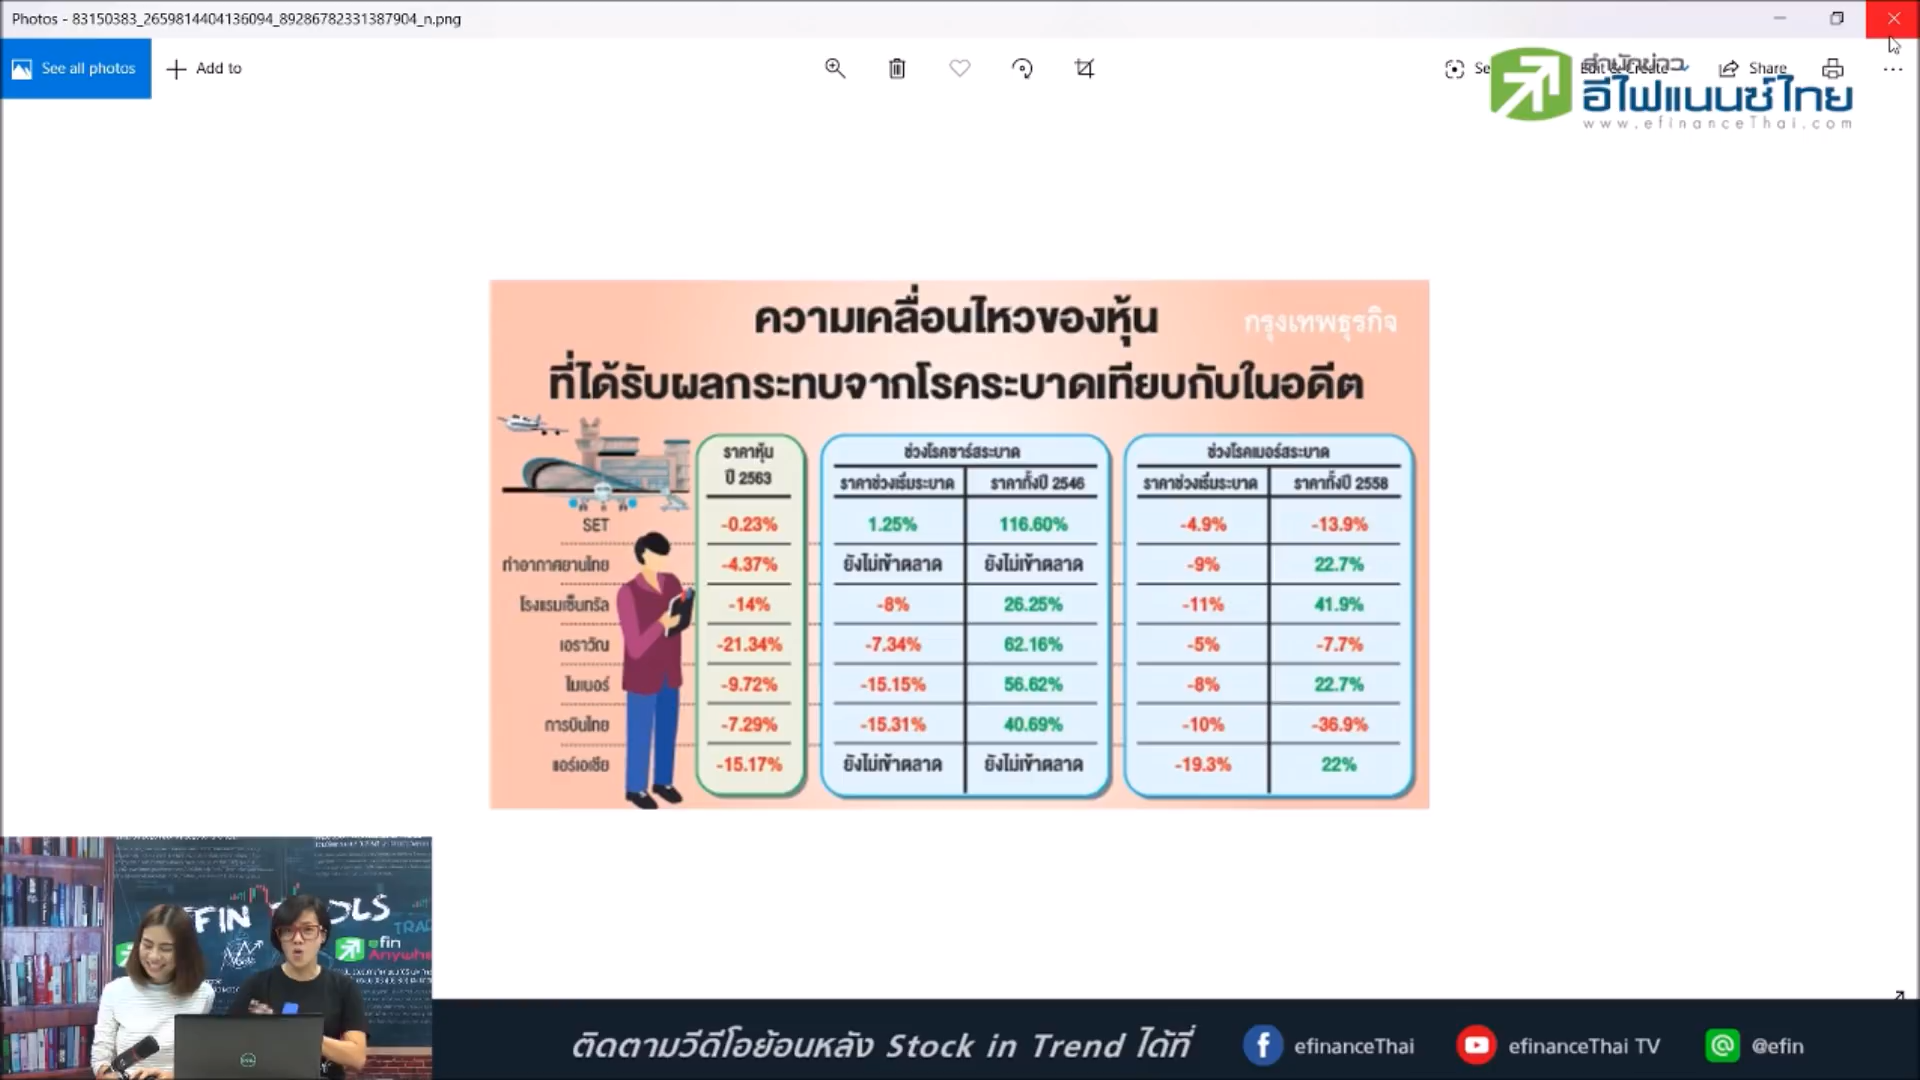 Photos - 83150383_2659814404136094_89286782331387904_n.png
See all photos
Add to
Edit & Create
Share
สำนักข่าว
อีไฟแนนซ์ไทย
www.efinanceThai.com
ความเคลื่อนไหวของหุ้น
กรุงเทพธุรกิจ
ที่ได้รับผลกระทบจากโรคระบาดเทียบกับในอดีต
ราคาหุ้น
ปี 2563
ช่วงโรคซาร์สระบาด
ช่วงโรคเมอร์สระบาด
ราคาช่วงเริ่มระบาด ราคาทั้งปี 2546 ราคาช่วงเริ่มระบาด ราคาทั้งปี 2558
SET -0.23% 1.25% 116.60% -4.9% -13.9%
ท่าอากาศยานไทย -4.37% ยังไม่เข้าตลาด ยังไม่เข้าตลาด -9% 22.7%
โรงแรมเซ็นทรัล -14% -8% 26.25% -11% 41.9%
เอราวัณ -21.34% -7.34% 62.16% -5% -7.7%
ไมเนอร์ -9.72% -15.15% 56.62% -8% 22.7%
การบินไทย -7.29% -15.31% 40.69% -10% -36.9%
แอร์เอเชีย -15.17% ยังไม่เข้าตลาด ยังไม่เข้าตลาด -19.3% 22%
efin
ติดตามวีดีโอย้อนหลัง Stock in Trend ได้ที่
efinanceThai
efinanceThai TV
@efin